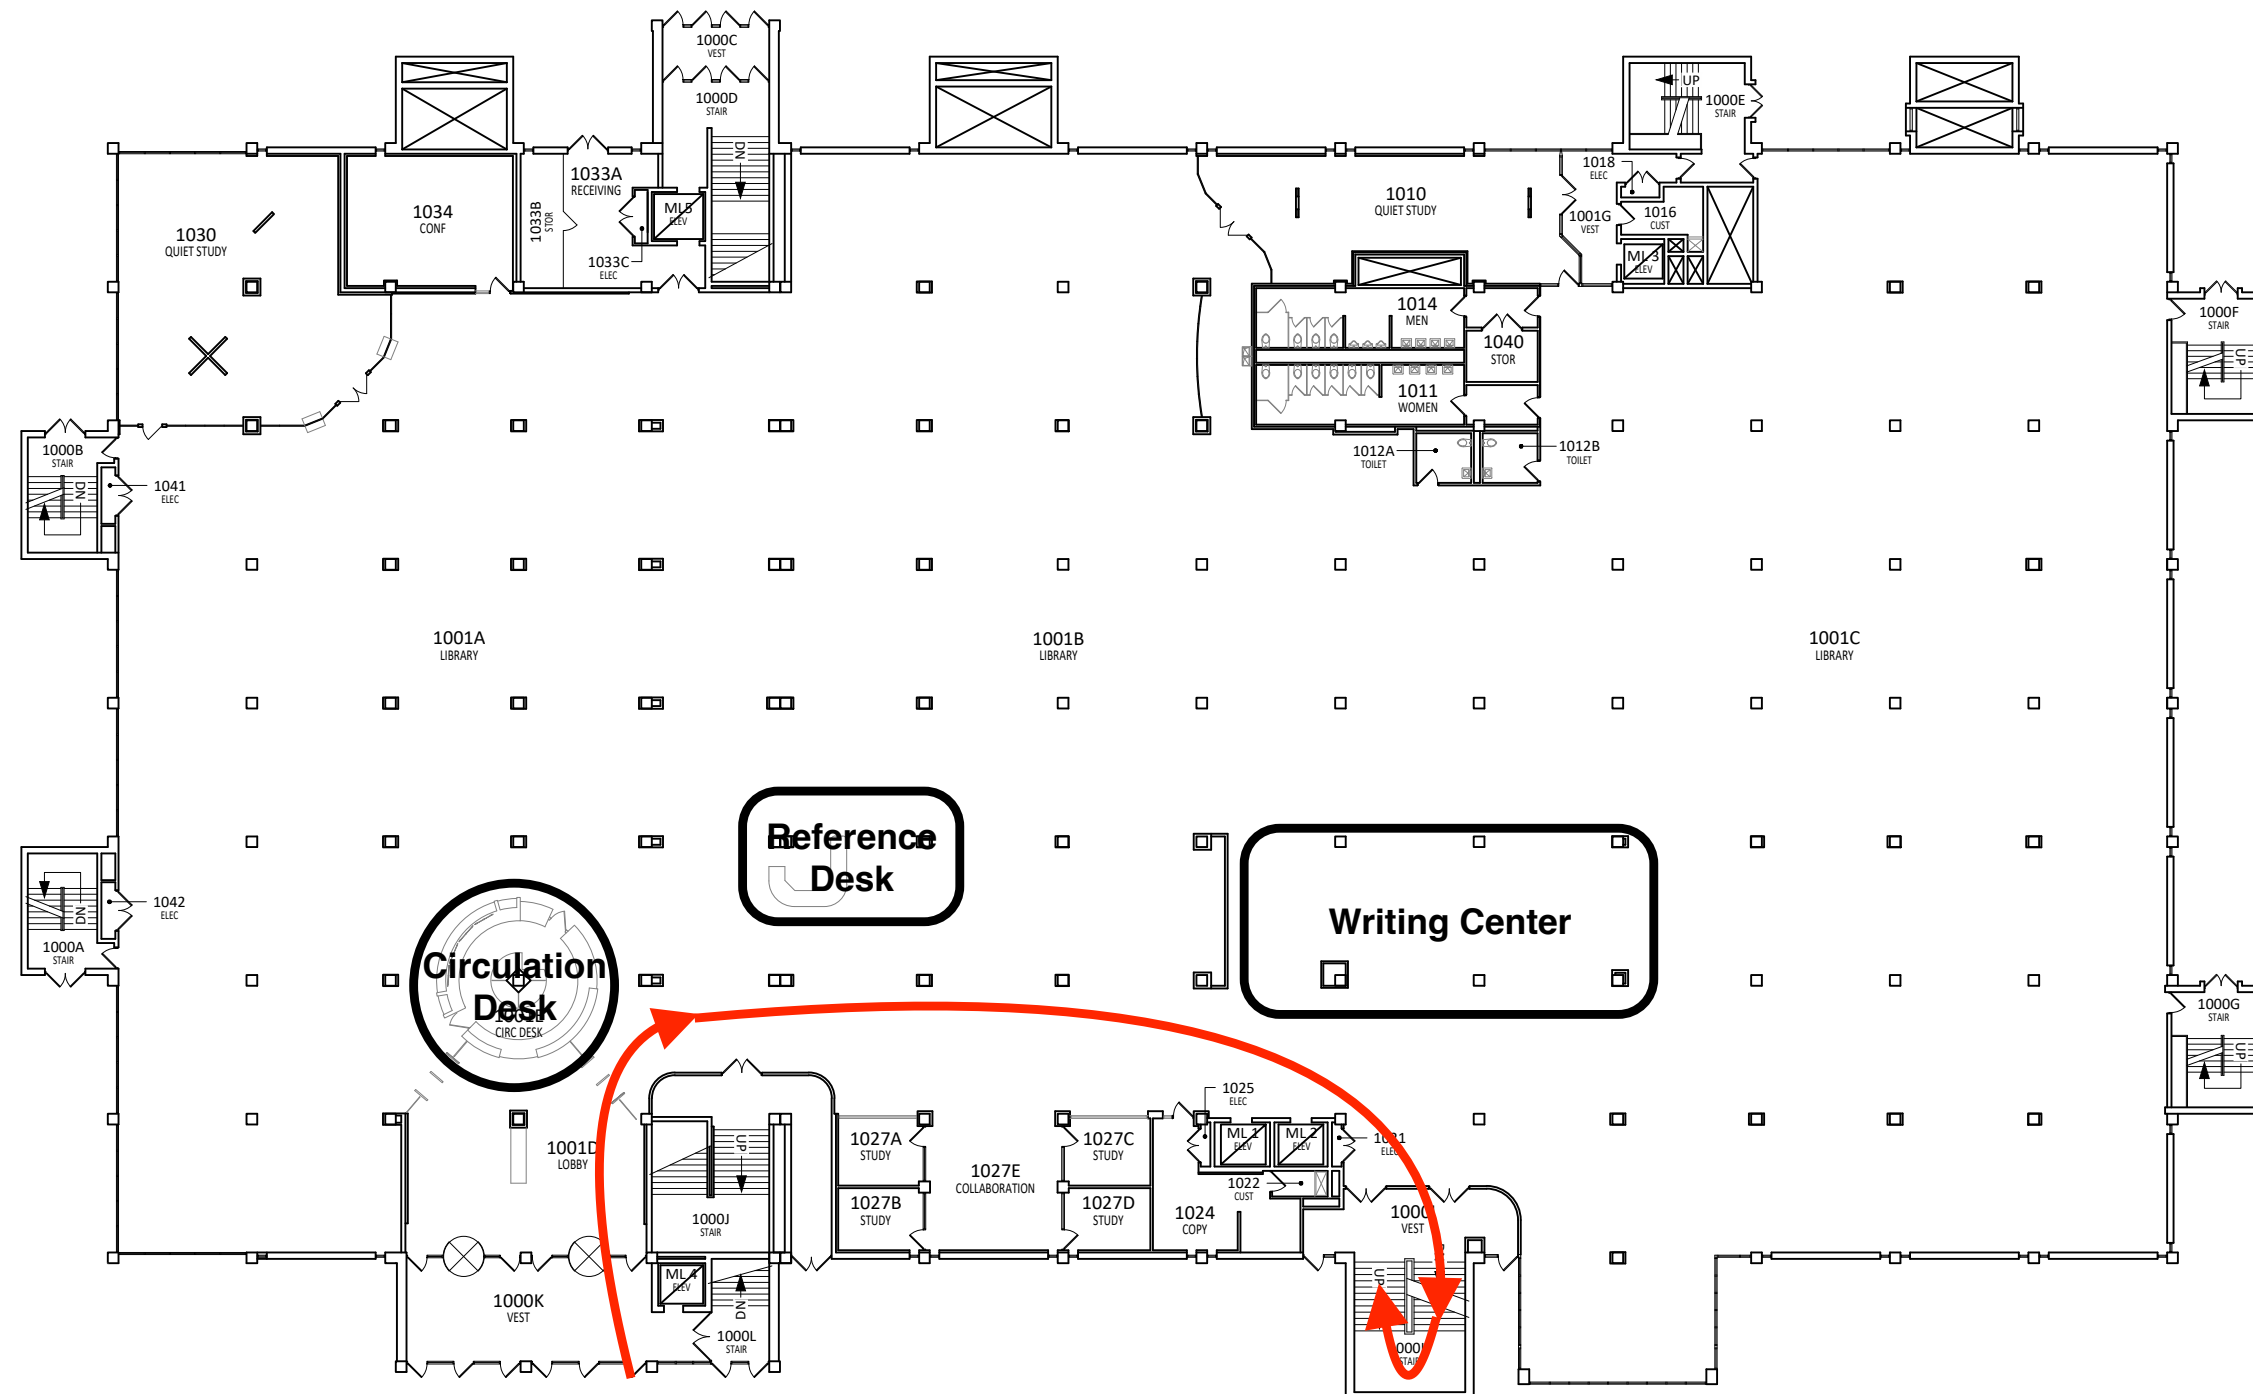 1000C
VEST
1000D
STAIR
UP
1000E
STAIR
DN
1033A
RECEIVING
1018
ELEC
1034
CONF
1033B
STOR
ML5
ELEV
1010
QUIET STUDY
1001G
VEST
1016
CUST
1030
QUIET STUDY
1033C
ELEC
ML 3
ELEV
1014
MEN
1000F
STAIR
1040
STOR
UP
1011
WOMEN
1000B
STAIR
1012A
TOILET
1012B
TOILET
DN
1041
ELEC
1001A
LIBRARY
1001B
LIBRARY
1001C
LIBRARY
Reference
Desk
DN
1042
ELEC
Writing Center
1000A
STAIR
Circulation
Desk
CIRC DESK
1000G
STAIR
UP
1025
ELEC
UP
1027A
STUDY
1027C
STUDY
ML 1
ELEV
ML 2
ELEV
1001D
LOBBY
1027E
COLLABORATION
1022
CUST
1027B
STUDY
1027D
STUDY
1024
COPY
1000J
STAIR
VEST
ML 4
ELEV
UP
1000K
VEST
DN
1000L
STAIR